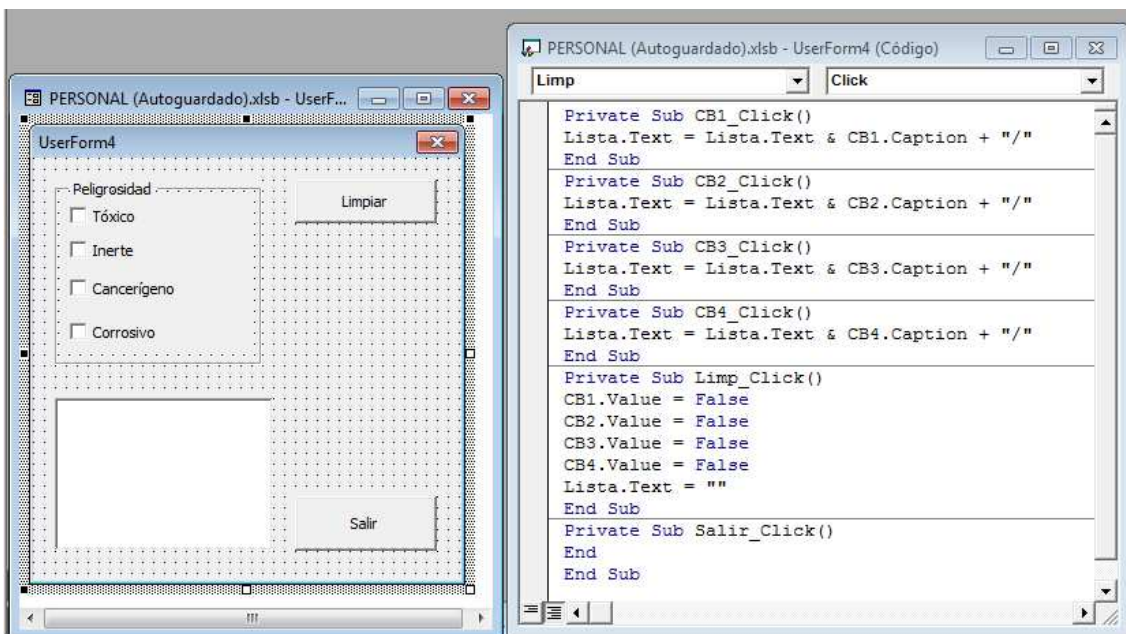 PERSONAL (Autoguardado).xlsb - UserF...
UserForm4
Peligrosidad
Tóxico
Inerte
Cancerígeno
Corrosivo
Limpiar
Salir
PERSONAL (Autoguardado).xlsb - UserForm4 (Código)
Limp Click
Private Sub CB1_Click()
Lista.Text = Lista.Text & CB1.Caption + "/"
End Sub
Private Sub CB2_Click()
Lista.Text = Lista.Text & CB2.Caption + "/"
End Sub
Private Sub CB3_Click()
Lista.Text = Lista.Text & CB3.Caption + "/"
End Sub
Private Sub CB4_Click()
Lista.Text = Lista.Text & CB4.Caption + "/"
End Sub
Private Sub Limp_Click()
CB1.Value = False
CB2.Value = False
CB3.Value = False
CB4.Value = False
Lista.Text = ""
End Sub
Private Sub Salir_Click()
End
End Sub